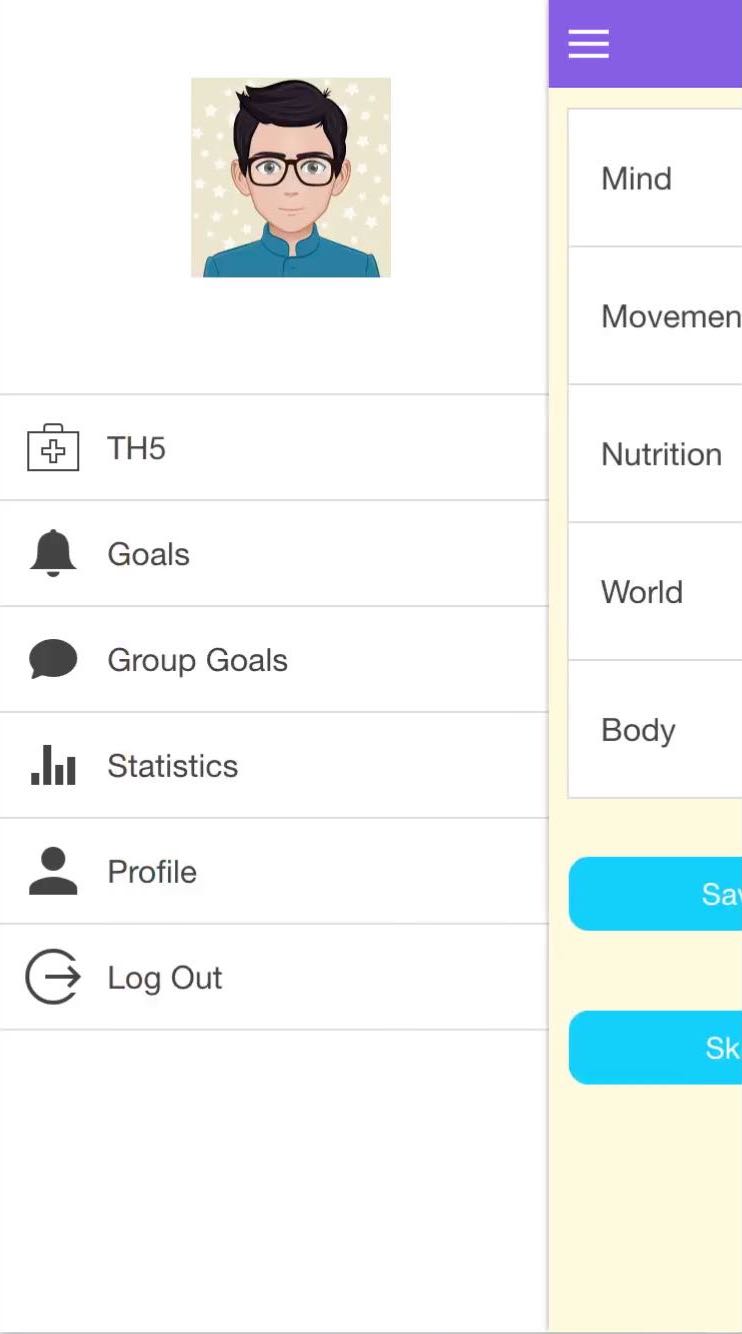 TH5
Goals
Group Goals
Statistics
Profile
Log Out
Mind
Movemen
Nutrition
World
Body
Sav
Sk